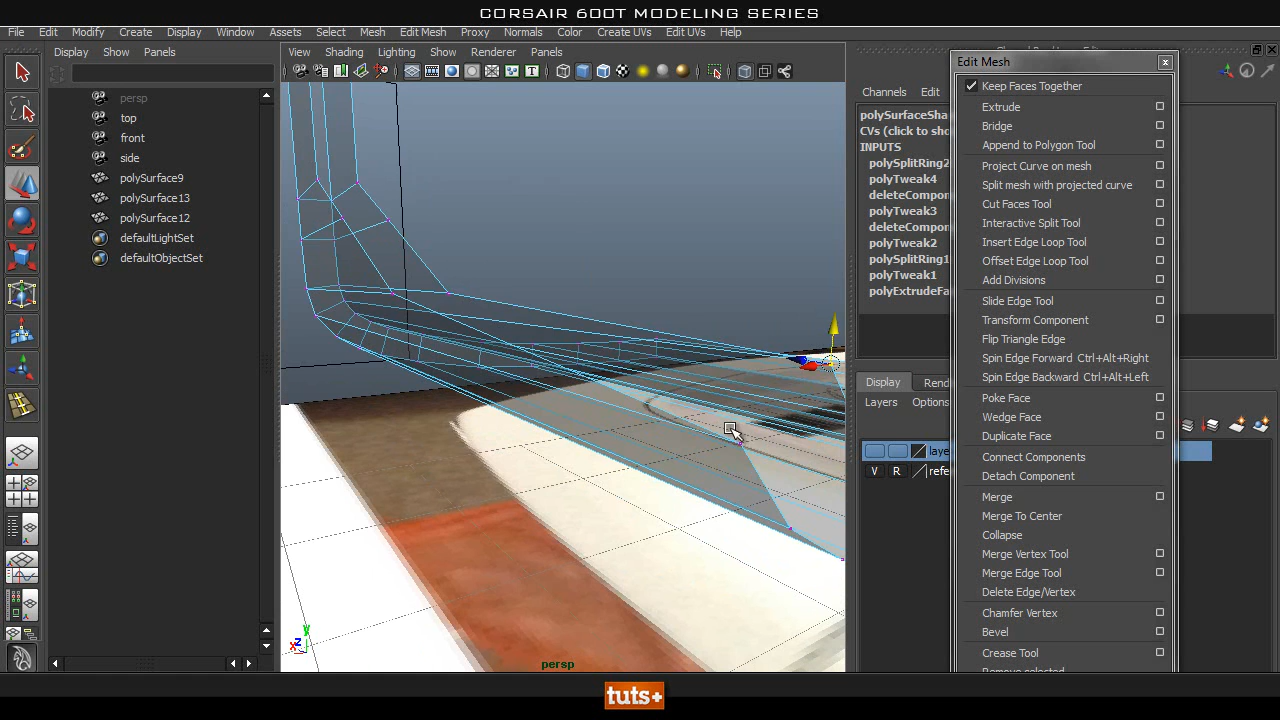 CORSAIR 600T MODELING SERIES
File Edit Modify Create Display Window Assets Select Mesh Edit Mesh Proxy Normals Color Create UVs Edit UVs Help
Display Show Panels
View Shading Lighting Show Renderer Panels
persp
top
front
side
polySurface9
polySurface13
polySurface12
defaultLightSet
defaultObjectSet
persp
Channels Edit
polySurfaceSha
CVs (click to sho
INPUTS
polySplitRing2
polyTweak4
deleteCompon
polyTweak3
deleteCompon
polyTweak2
polySplitRing1
polyTweak1
polyExtrudeFa
Display Rend
Layers Options
laye
V R refe
Edit Mesh
Keep Faces Together
Extrude
Bridge
Append to Polygon Tool
Project Curve on mesh
Split mesh with projected curve
Cut Faces Tool
Interactive Split Tool
Insert Edge Loop Tool
Offset Edge Loop Tool
Add Divisions
Slide Edge Tool
Transform Component
Flip Triangle Edge
Spin Edge Forward Ctrl+Alt+Right
Spin Edge Backward Ctrl+Alt+Left
Poke Face
Wedge Face
Duplicate Face
Connect Components
Detach Component
Merge
Merge To Center
Collapse
Merge Vertex Tool
Merge Edge Tool
Delete Edge/Vertex
Chamfer Vertex
Bevel
Crease Tool
Remove selected
tuts+